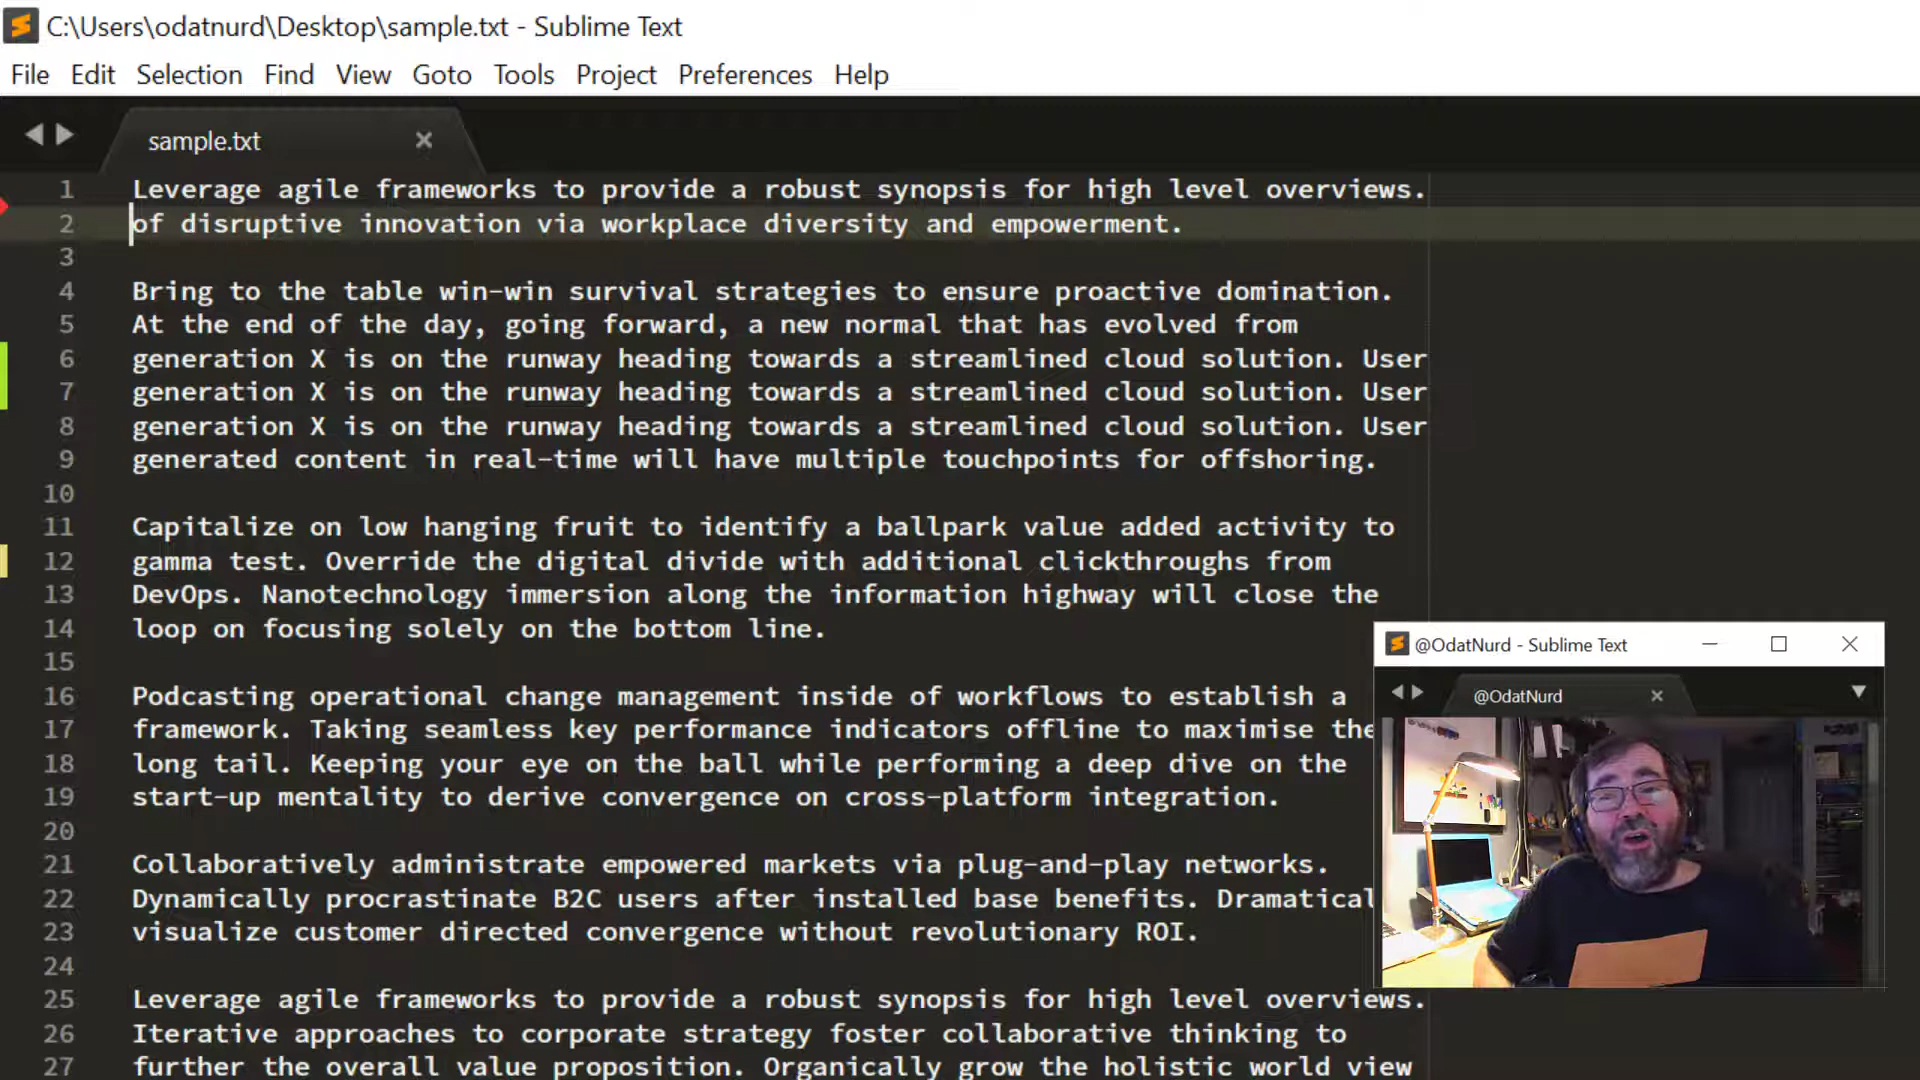 C:\Users\odatnurd\Desktop\sample.txt - Sublime Text
File Edit Selection Find View Goto Tools Project Preferences Help
sample.txt
1 Leverage agile frameworks to provide a robust synopsis for high level overviews.
2 of disruptive innovation via workplace diversity and empowerment.
3
4 Bring to the table win-win survival strategies to ensure proactive domination.
5 At the end of the day, going forward, a new normal that has evolved from
6 generation X is on the runway heading towards a streamlined cloud solution. User
7 generation X is on the runway heading towards a streamlined cloud solution. User
8 generation X is on the runway heading towards a streamlined cloud solution. User
9 generated content in real-time will have multiple touchpoints for offshoring.
10
11 Capitalize on low hanging fruit to identify a ballpark value added activity to
12 gamma test. Override the digital divide with additional clickthroughs from
13 DevOps. Nanotechnology immersion along the information highway will close the
14 loop on focusing solely on the bottom line.
15
16 Podcasting operational change management inside of workflows to establish a
17 framework. Taking seamless key performance indicators offline to maximise the
18 long tail. Keeping your eye on the ball while performing a deep dive on the
19 start-up mentality to derive convergence on cross-platform integration.
20
21 Collaboratively administrate empowered markets via plug-and-play networks.
22 Dynamically procrastinate B2C users after installed base benefits. Dramatical
23 visualize customer directed convergence without revolutionary ROI.
24
25 Leverage agile frameworks to provide a robust synopsis for high level overviews.
26 Iterative approaches to corporate strategy foster collaborative thinking to
27 further the overall value proposition. Organically grow the holistic world view
@OdatNurd - Sublime Text
@OdatNurd